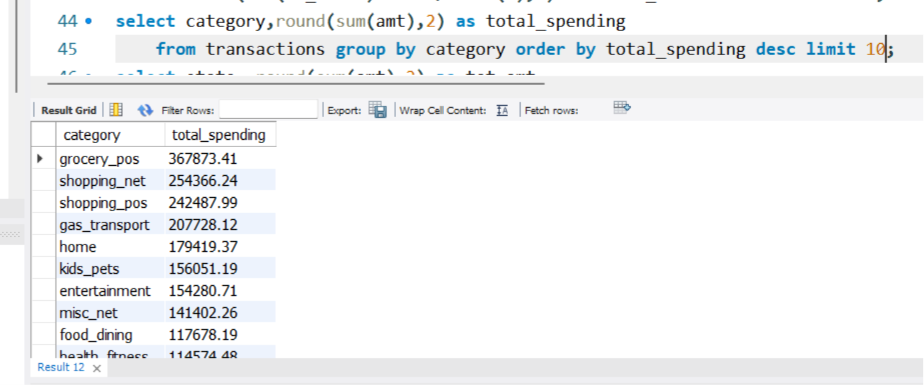 44 select category,round(sum(amt),2) as total_spending
45 from transactions group by category order by total_spending desc limit 10;
Result Grid Filter Rows: Export: Wrap Cell Content: Fetch rows:
category total_spending
grocery_pos 367873.41
shopping_net 254366.24
shopping_pos 242487.99
gas_transport 207728.12
home 179419.37
kids_pets 156051.19
entertainment 154280.71
misc_net 141402.26
food_dining 117678.19
health_fitness 114574.48
Result 12